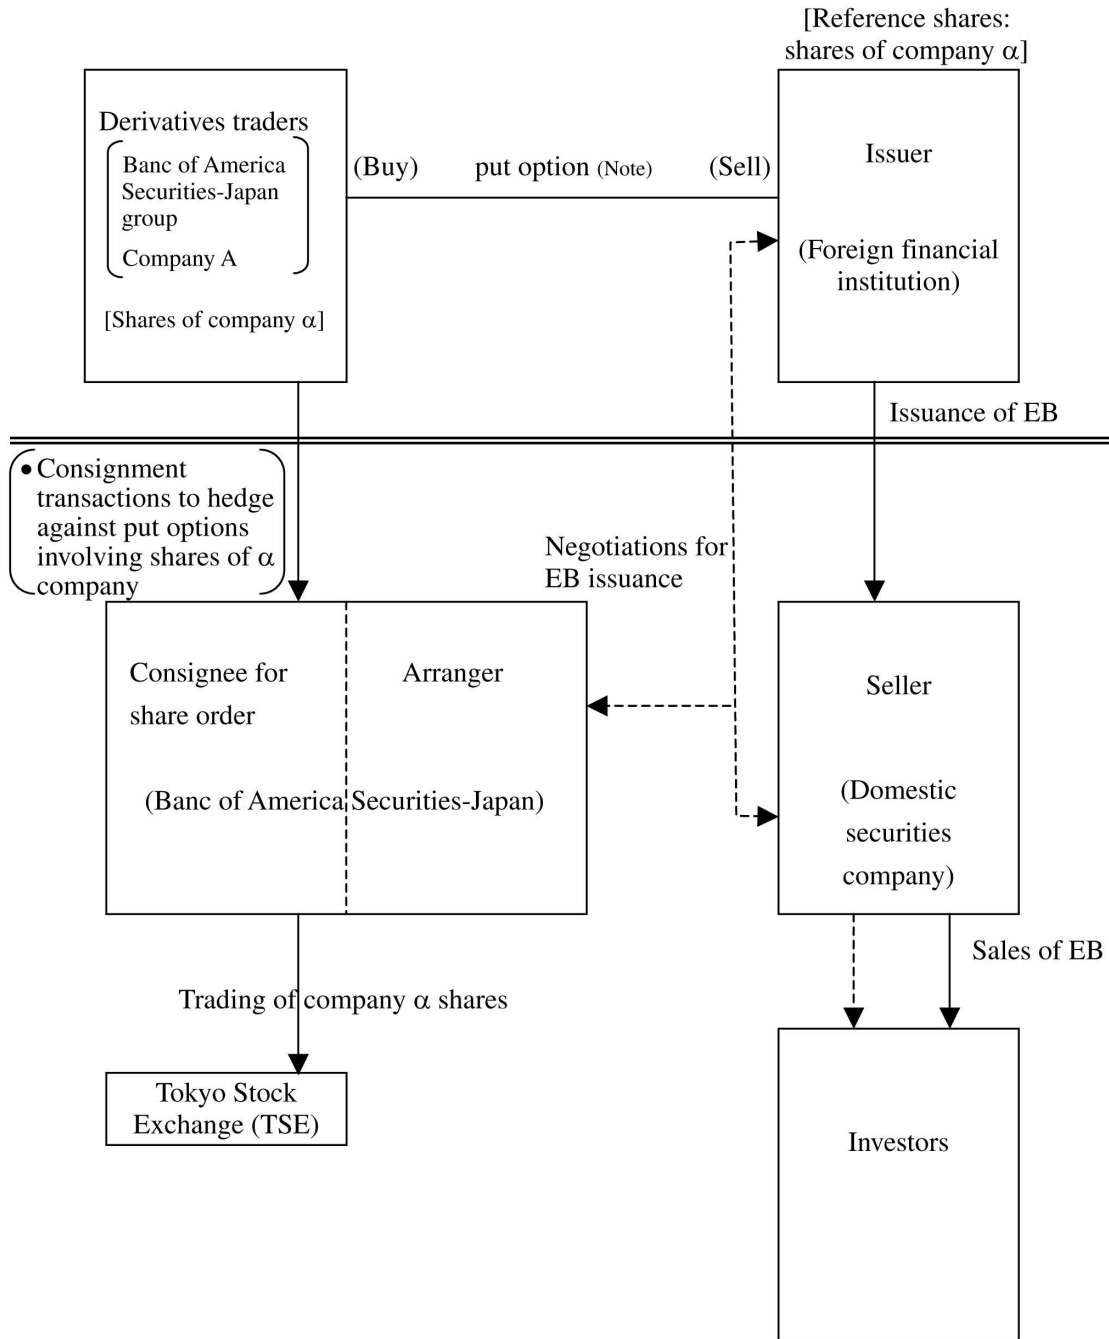 [Reference shares:
shares of company α]
Derivatives traders
Banc of America
Securities-Japan
group
Company A
[Shares of company α]
(Buy) put option (Note) (Sell)
Issuer
(Foreign financial
institution)
Issuance of EB
• Consignment
transactions to hedge
against put options
involving shares of α
company
Negotiations for
EB issuance
Consignee for
share order
Arranger
(Banc of America Securities-Japan)
Seller
(Domestic
securities
company)
Sales of EB
Trading of company α shares
Tokyo Stock
Exchange (TSE)
Investors